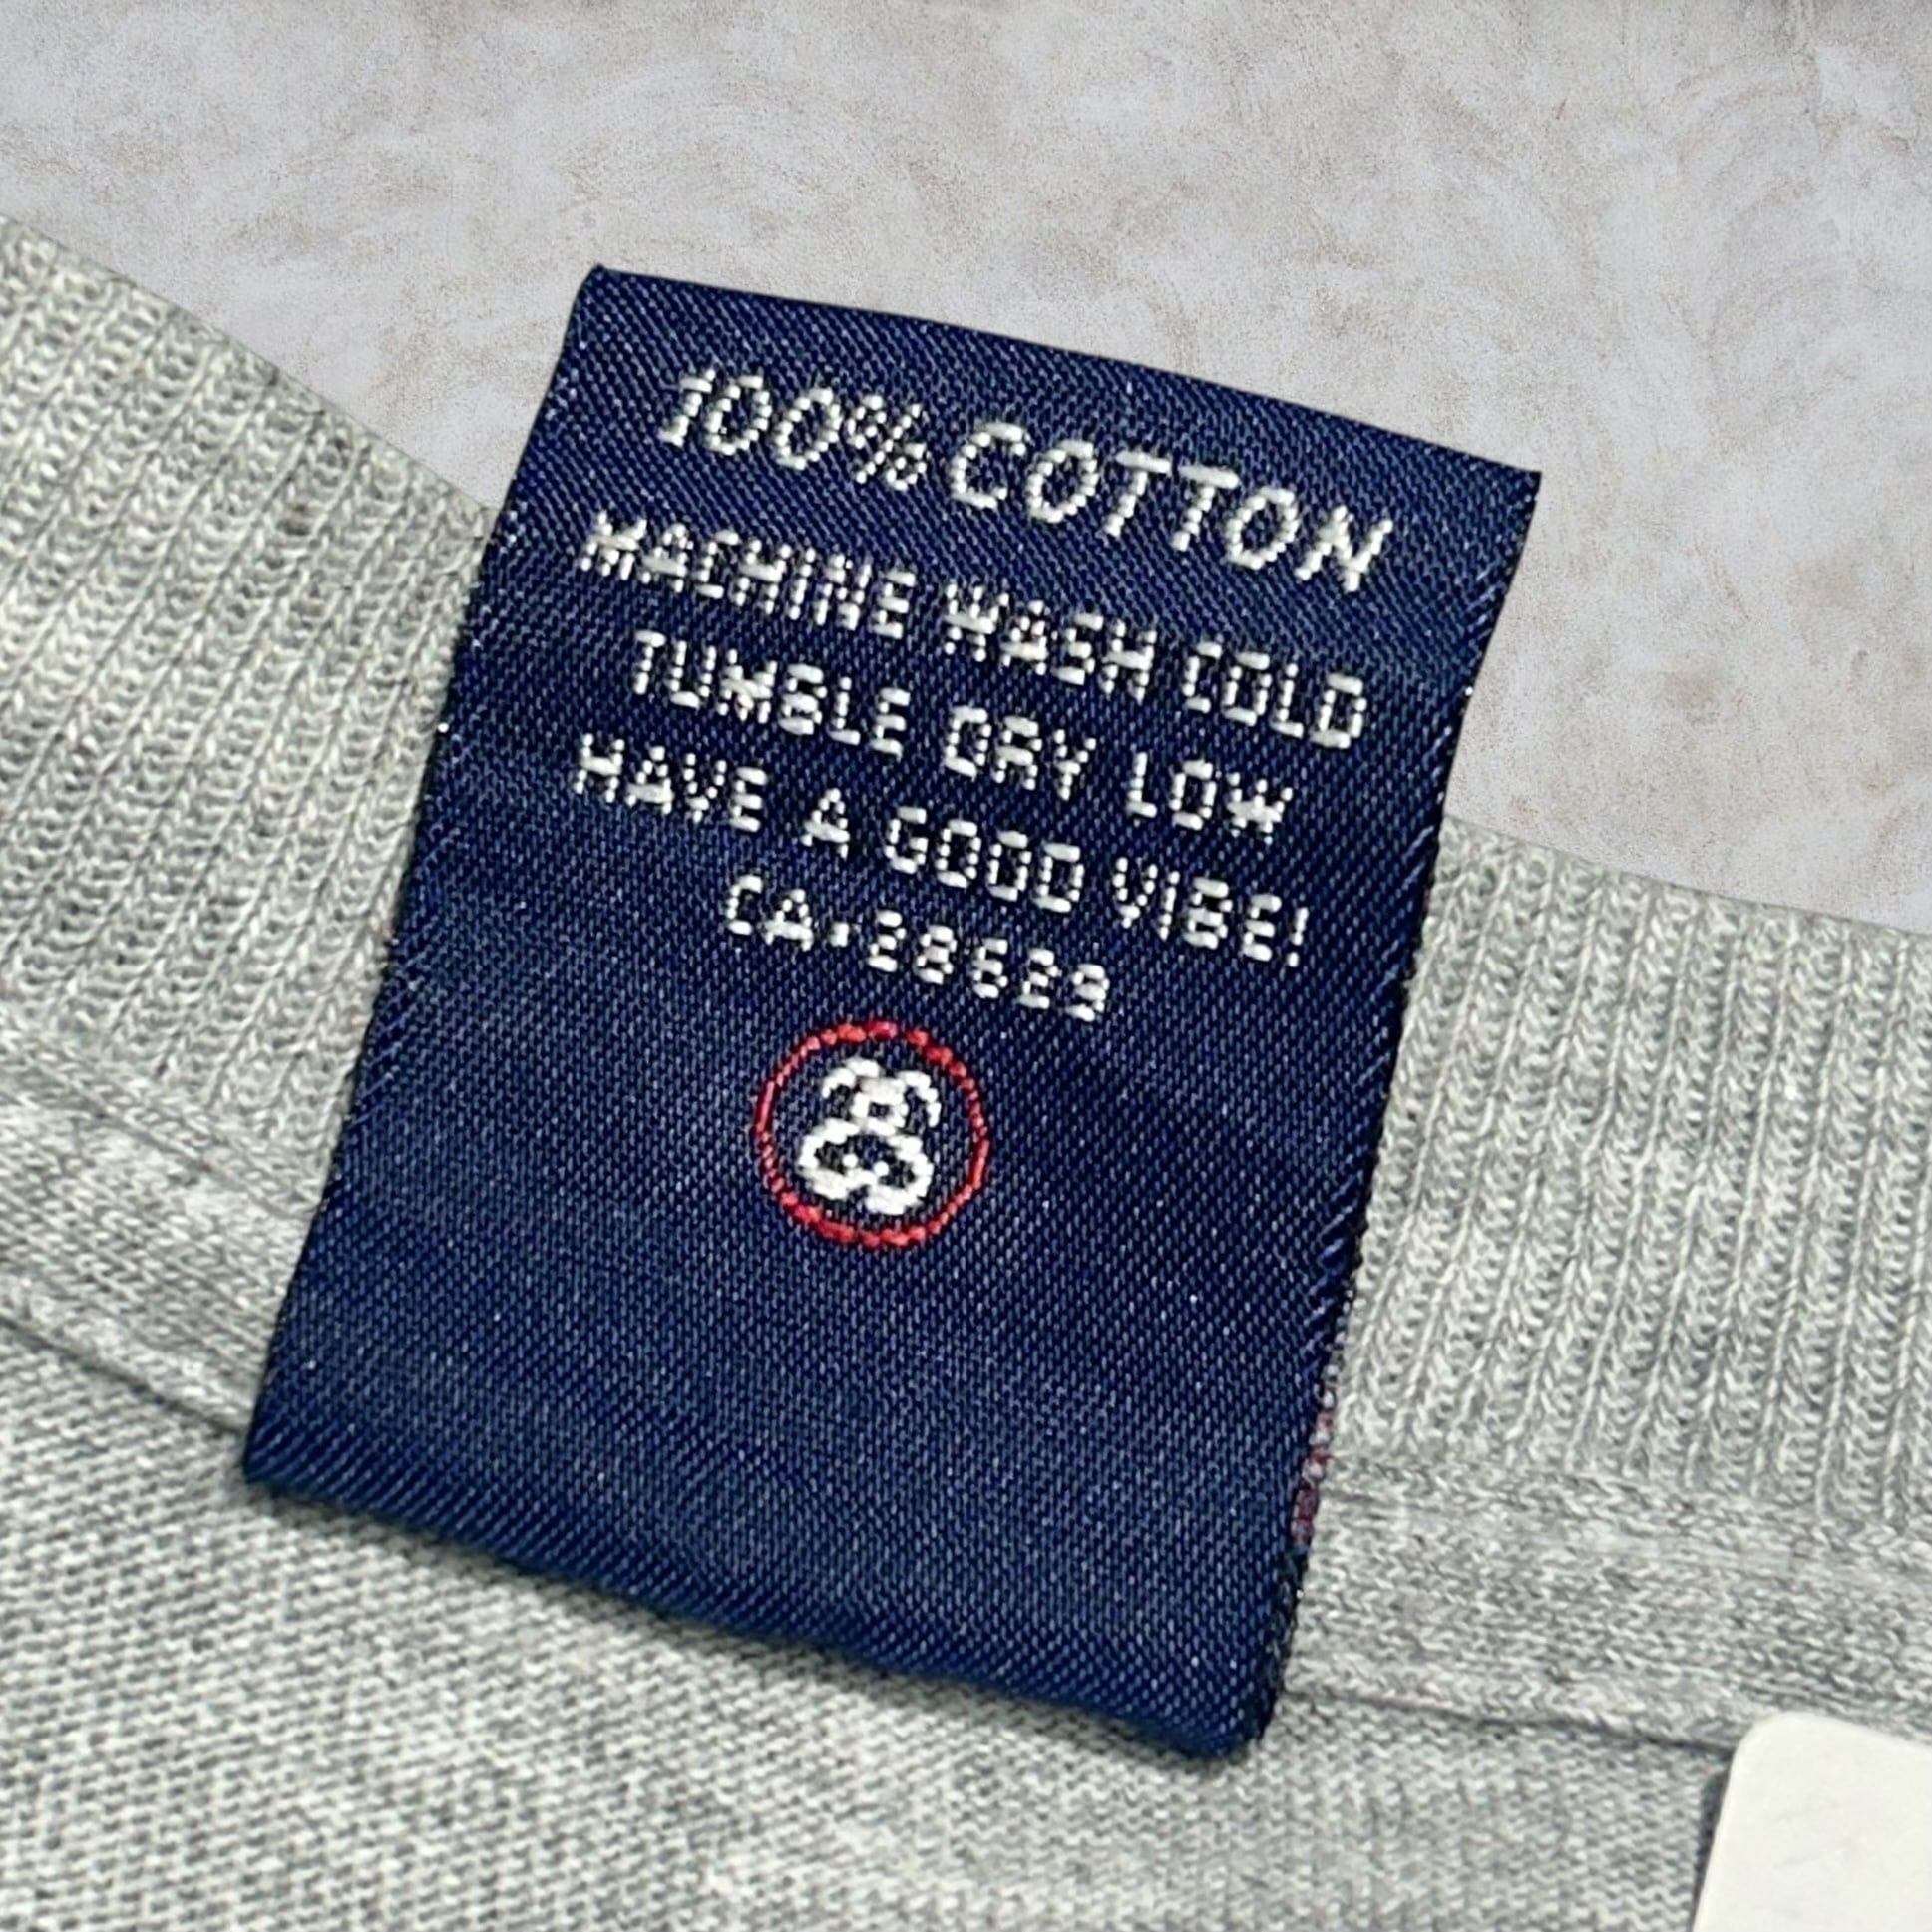 100% COTTON
MACHINE WASH COLD
TUMBLE DRY LOW
HAVE A GOOD VIBE!
CA•28629